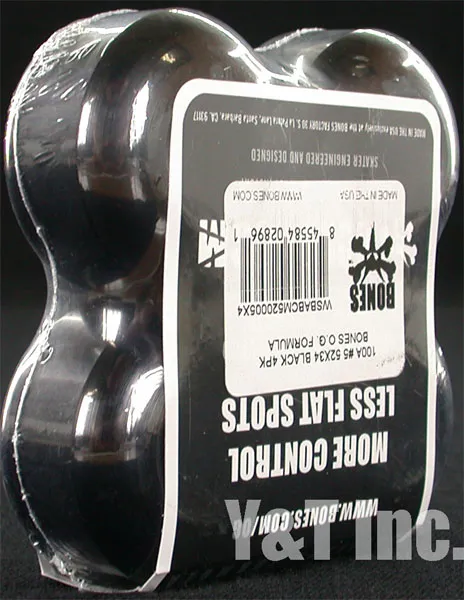 WWW.BONES.COM/OG
MORE CONTROL
LESS FLAT SPOTS
100A #5 52X34 BLACK 4PK
BONES O.G. FORMULA
BONES
WSBABCM520005X4
8 45584 02896 1
MADE IN THE USA WWW.BONES.COM
SKATER ENGINEERED AND DESIGNED
MADE IN THE USA exclusively at the BONES FACTORY 30 S. La Patera Lane, Santa Barbara, CA. 93117
Y&T Inc.